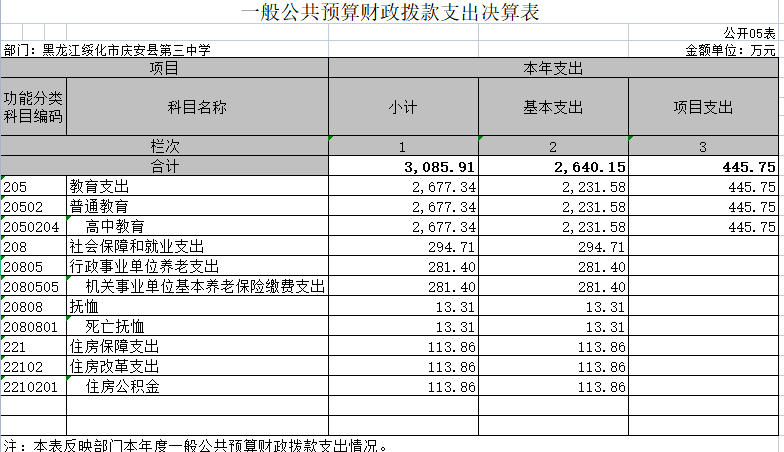 一般公共预算财政拨款支出决算表
公开05表
部门：黑龙江绥化市庆安县第三中学 金额单位：万元
项目 本年支出
功能分类科目编码 科目名称 小计 基本支出 项目支出
栏次 1 2 3
合计 3,085.91 2,640.15 445.75
205 教育支出 2,677.34 2,231.58 445.75
20502 普通教育 2,677.34 2,231.58 445.75
2050204 高中教育 2,677.34 2,231.58 445.75
208 社会保障和就业支出 294.71 294.71
20805 行政事业单位养老支出 281.40 281.40
2080505 机关事业单位基本养老保险缴费支出 281.40 281.40
20808 抚恤 13.31 13.31
2080801 死亡抚恤 13.31 13.31
221 住房保障支出 113.86 113.86
22102 住房改革支出 113.86 113.86
2210201 住房公积金 113.86 113.86
注：本表反映部门本年度一般公共预算财政拨款支出情况。